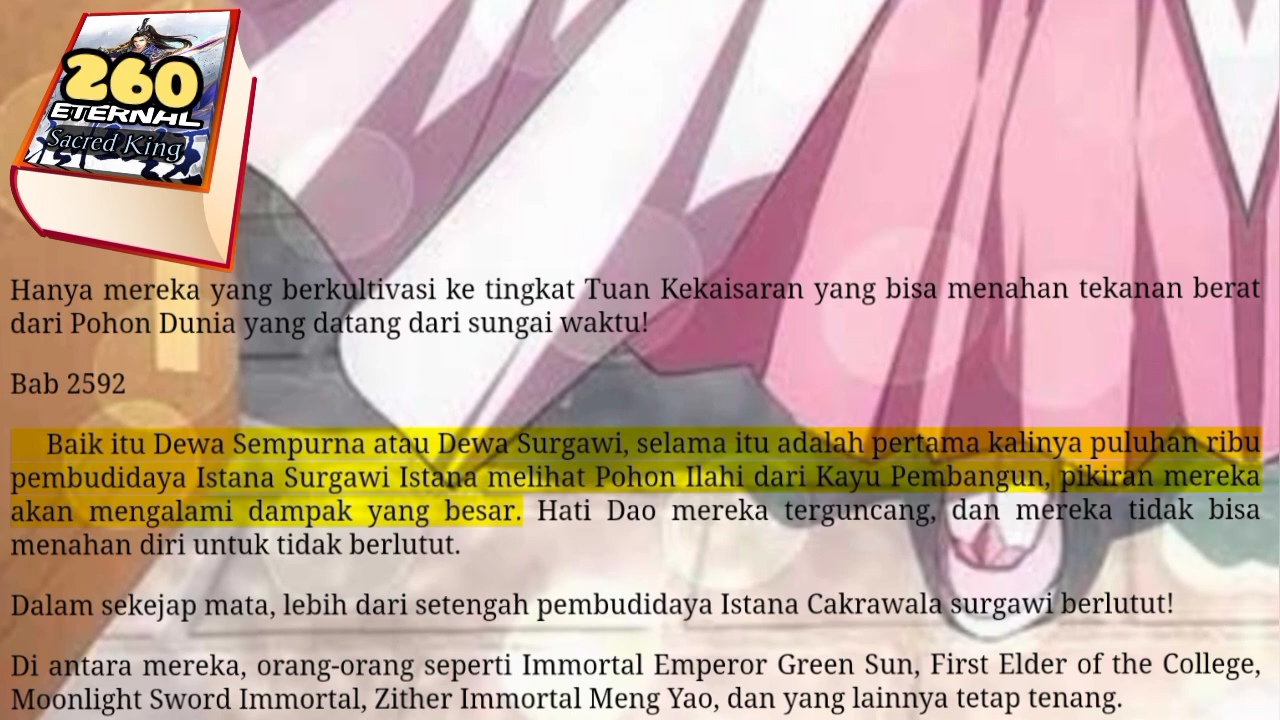 260
ETERNAL
Sacred King
Hanya mereka yang berkultivasi ke tingkat Tuan Kekaisaran yang bisa menahan tekanan berat
dari Pohon Dunia yang datang dari sungai waktu!
Bab 2592
Baik itu Dewa Sempurna atau Dewa Surgawi, selama itu adalah pertama kalinya puluhan ribu
pembudidaya Istana Surgawi Istana melihat Pohon Ilahi dari Kayu Pembangun, pikiran mereka
akan mengalami dampak yang besar. Hati Dao mereka terguncang, dan mereka tidak bisa
menahan diri untuk tidak berlutut.
Dalam sekejap mata, lebih dari setengah pembudidaya Istana Cakrawala surgawi berlutut!
Di antara mereka, orang-orang seperti Immortal Emperor Green Sun, First Elder of the College,
Moonlight Sword Immortal, Zither Immortal Meng Yao, dan yang lainnya tetap tenang.